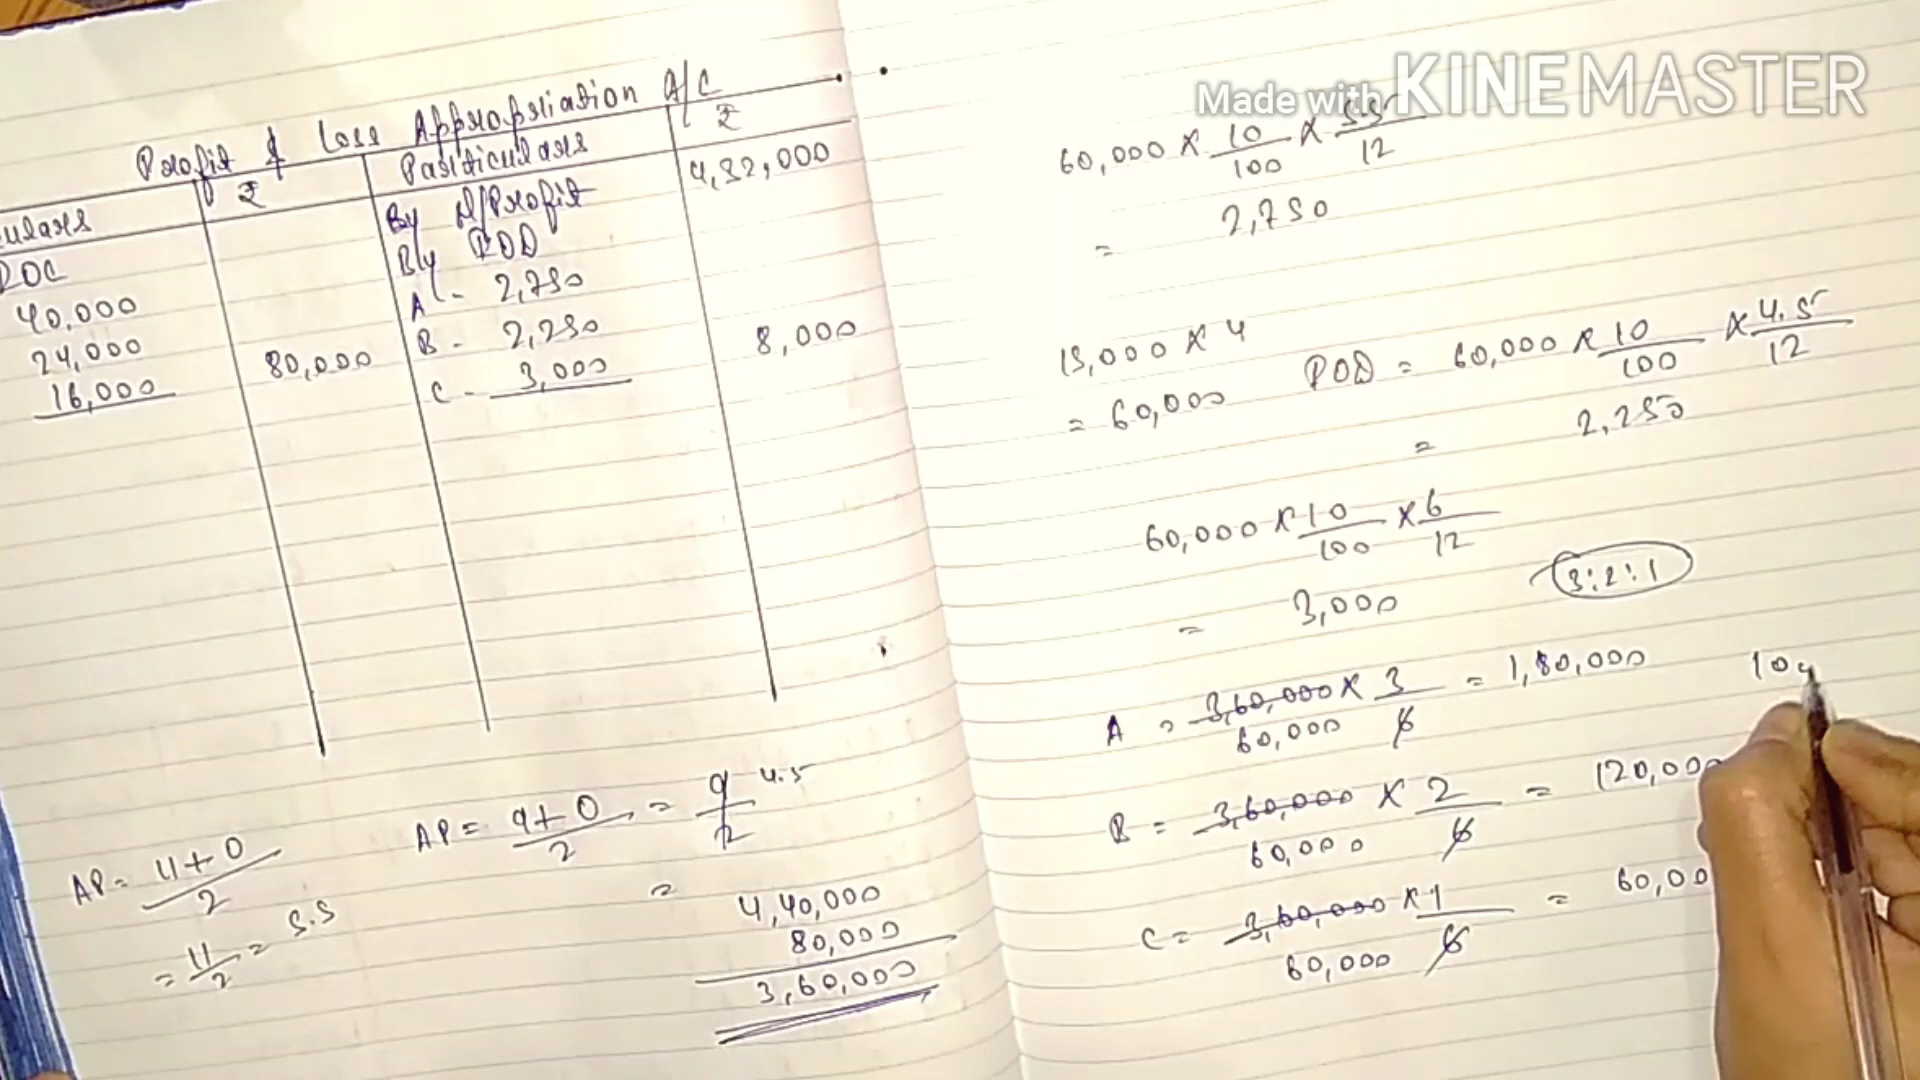 Made with KINEMASTER
Profit & Loss Appropriation A/C
₹ Particulars ₹
By N/Profit 4,32,000
By IOD
A - 2,750
B - 2,250 8,000
C - 3,000
IOC
40,000
24,000 80,000
16,000
AP = 11+0/2
= 11/2 = 5.5
AP = 9+0/2 = 9/2 4.5
=
4,40,000
80,000
3,60,000
60,000 × 10/100 × 5.5/12
= 2,750
15,000 × 4
= 60,000
IOD = 60,000 × 10/100 × 4.5/12
= 2,250
60,000 × 10/100 × 6/12
= 3,000
3:2:1
A = 3,60,000 × 3/6 = 1,80,000
60,000
B = 3,60,000 × 2/6 = 120,000
60,000
C = 3,60,000 × 1/6 = 60,00
60,000